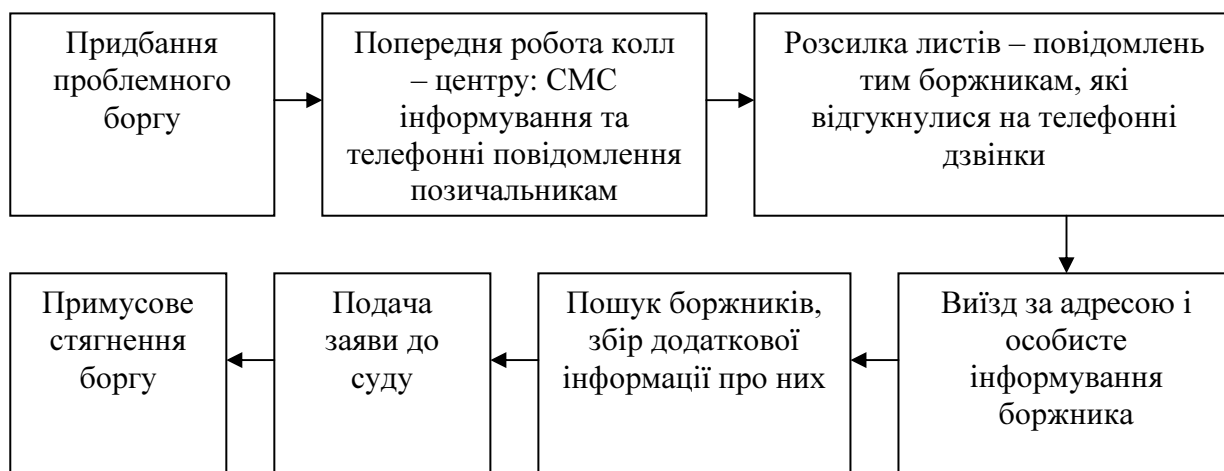 Придбання
проблемного
боргу
Попередня робота колл
– центру: СМС
інформування та
телефонні повідомлення
позичальникам
Розсилка листів – повідомлень
тим боржникам, які
відгукнулися на телефонні
дзвінки
Виїзд за адресою і
особисте
інформування
боржника
Пошук боржників,
збір додаткової
інформації про них
Подача
заяви до
суду
Примусове
стягнення
боргу